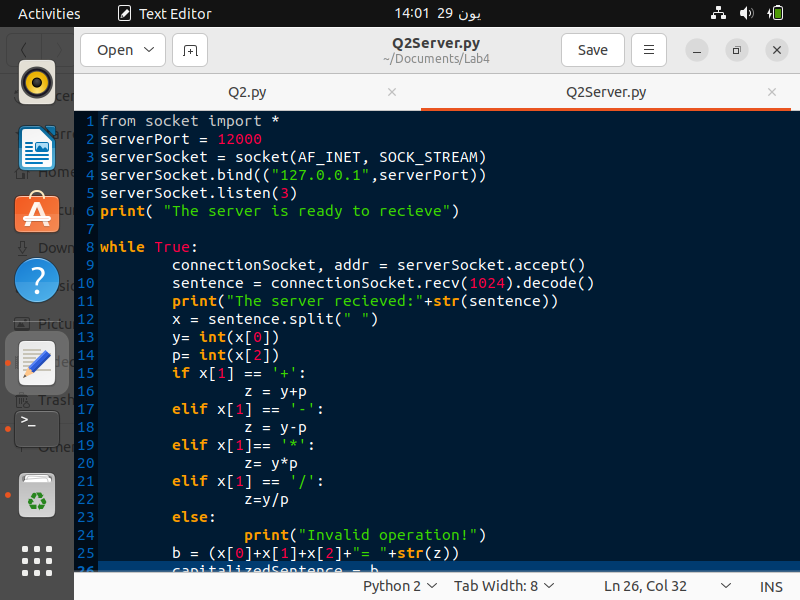 Activities
Text Editor
14:01 29 يون
Open
Q2Server.py
~/Documents/Lab4
Save
Q2.py
Q2Server.py
1 from socket import *
2 serverPort = 12000
3 serverSocket = socket(AF_INET, SOCK_STREAM)
4 serverSocket.bind(("127.0.0.1",serverPort))
5 serverSocket.listen(3)
6 print( "The server is ready to recieve")
7
8 while True:
9 connectionSocket, addr = serverSocket.accept()
10 sentence = connectionSocket.recv(1024).decode()
11 print("The server recieved:"+str(sentence))
12 x = sentence.split(" ")
13 y= int(x[0])
14 p= int(x[2])
15 if x[1] == '+':
16 z = y+p
17 elif x[1] == '-':
18 z = y-p
19 elif x[1]== '*':
20 z= y*p
21 elif x[1] == '/':
22 z=y/p
23 else:
24 print("Invalid operation!")
25 b = (x[0]+x[1]+x[2]+"= "+str(z))
26 capitalizedSentence = b
Home
Down
Pictu
Trash
Other
Python 2
Tab Width: 8
Ln 26, Col 32
INS